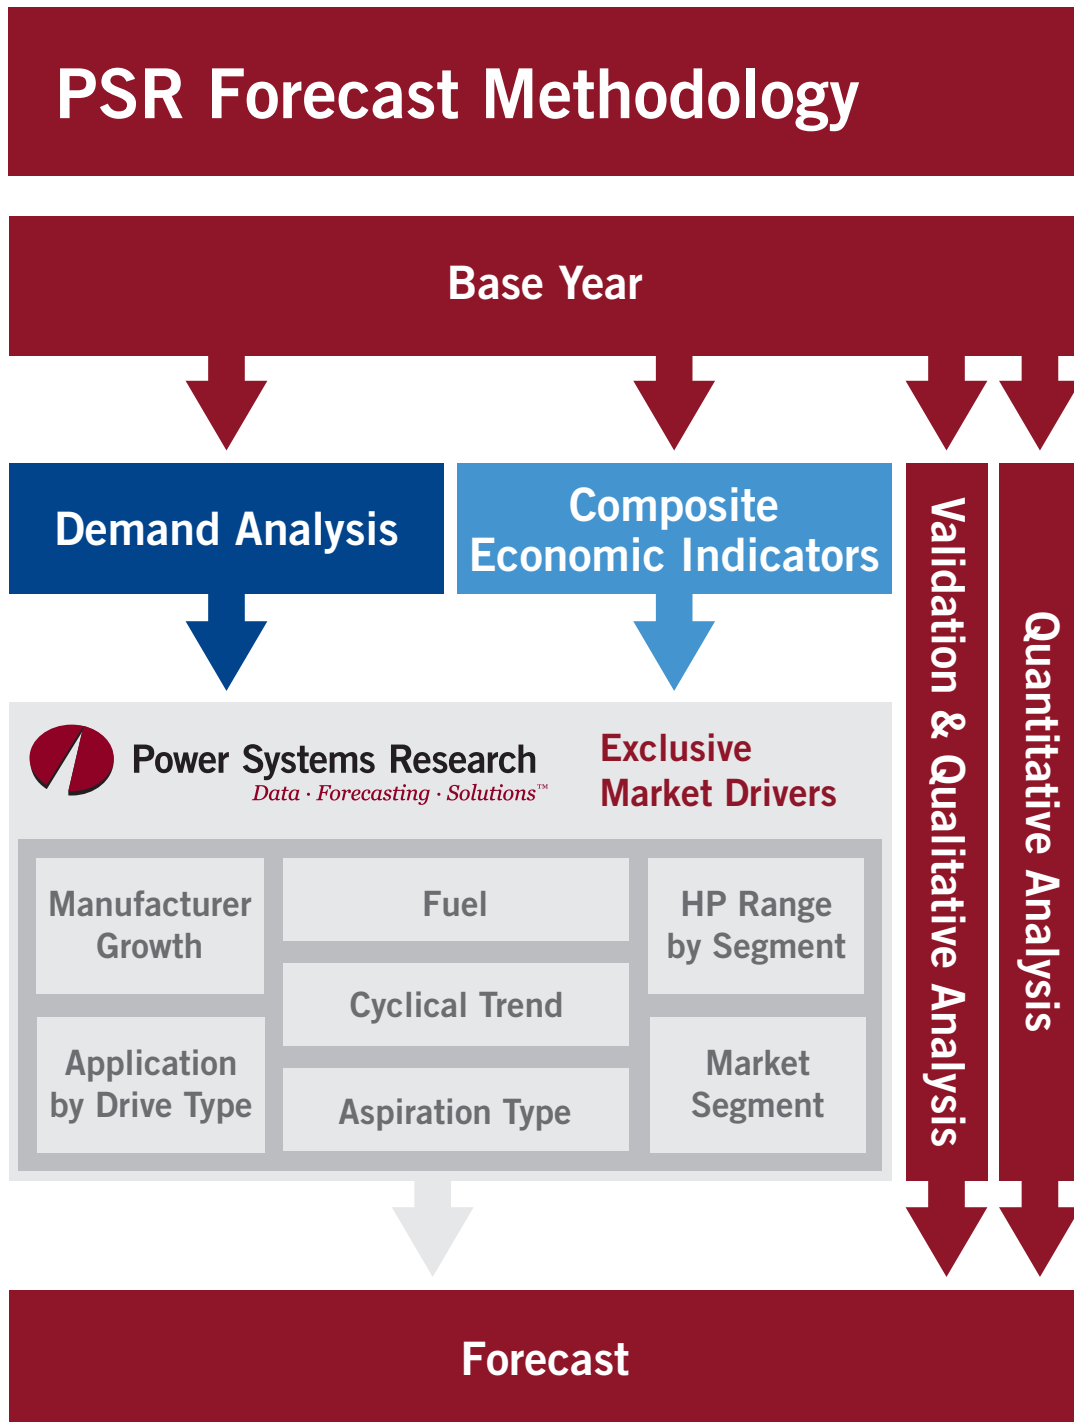 PSR Forecast Methodology
Base Year
Demand Analysis
Composite
Economic Indicators
Validation & Qualitative Analysis
Quantitative Analysis
Power Systems Research
Data · Forecasting · Solutions™
Exclusive
Market Drivers
Manufacturer
Growth
Fuel
HP Range
by Segment
Cyclical Trend
Application
by Drive Type
Aspiration Type
Market
Segment
Forecast